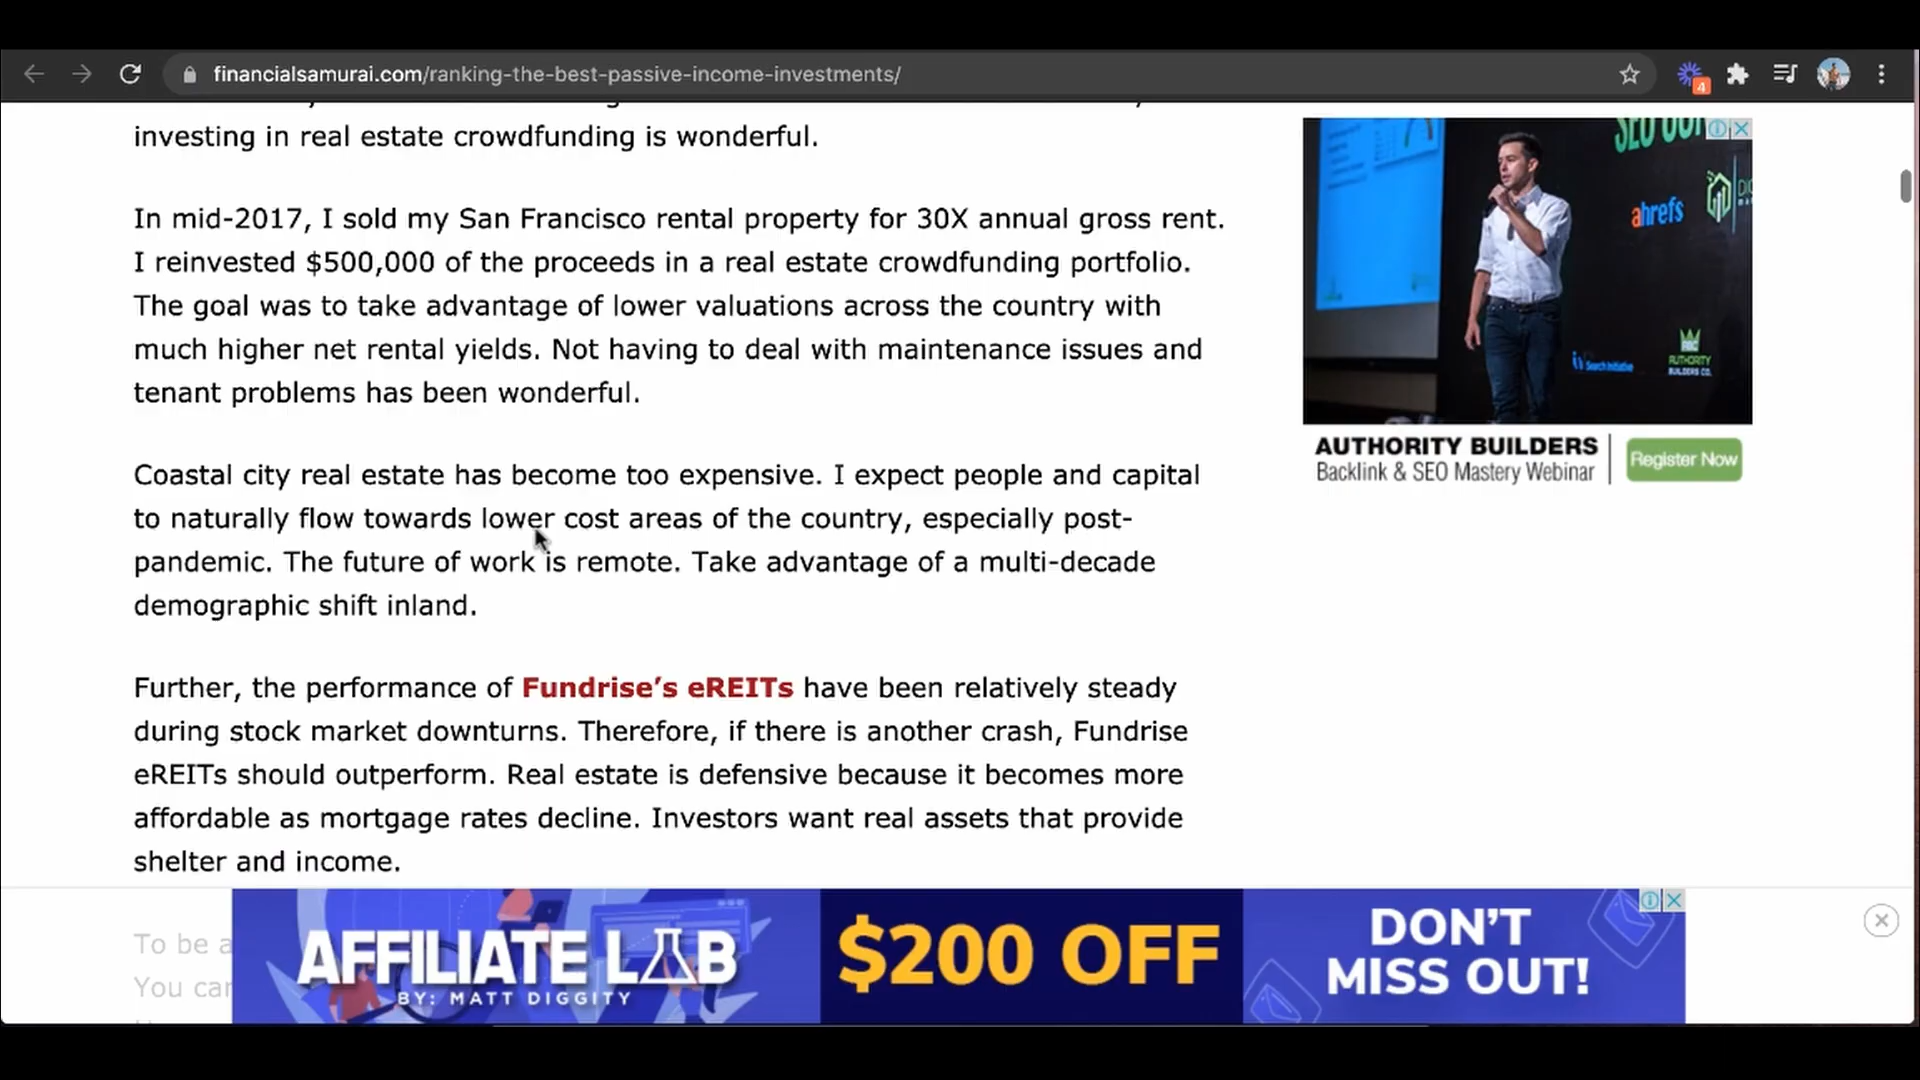 financialsamurai.com/ranking-the-best-passive-income-investments/
4
investing in real estate crowdfunding is wonderful.
In mid-2017, I sold my San Francisco rental property for 30X annual gross rent.
I reinvested $500,000 of the proceeds in a real estate crowdfunding portfolio.
The goal was to take advantage of lower valuations across the country with
much higher net rental yields. Not having to deal with maintenance issues and
tenant problems has been wonderful.
Coastal city real estate has become too expensive. I expect people and capital
to naturally flow towards lower cost areas of the country, especially post-
pandemic. The future of work is remote. Take advantage of a multi-decade
demographic shift inland.
Further, the performance of Fundrise’s eREITs have been relatively steady
during stock market downturns. Therefore, if there is another crash, Fundrise
eREITs should outperform. Real estate is defensive because it becomes more
affordable as mortgage rates decline. Investors want real assets that provide
shelter and income.
To be a
You can
SEO
ahrefs
Search Initiative
ABC
AUTHORITY
BUILDERS CO.
AUTHORITY BUILDERS
Backlink & SEO Mastery Webinar
Register Now
AFFILIATE LAB
BY: MATT DIGGITY
$200 OFF
DON'T
MISS OUT!